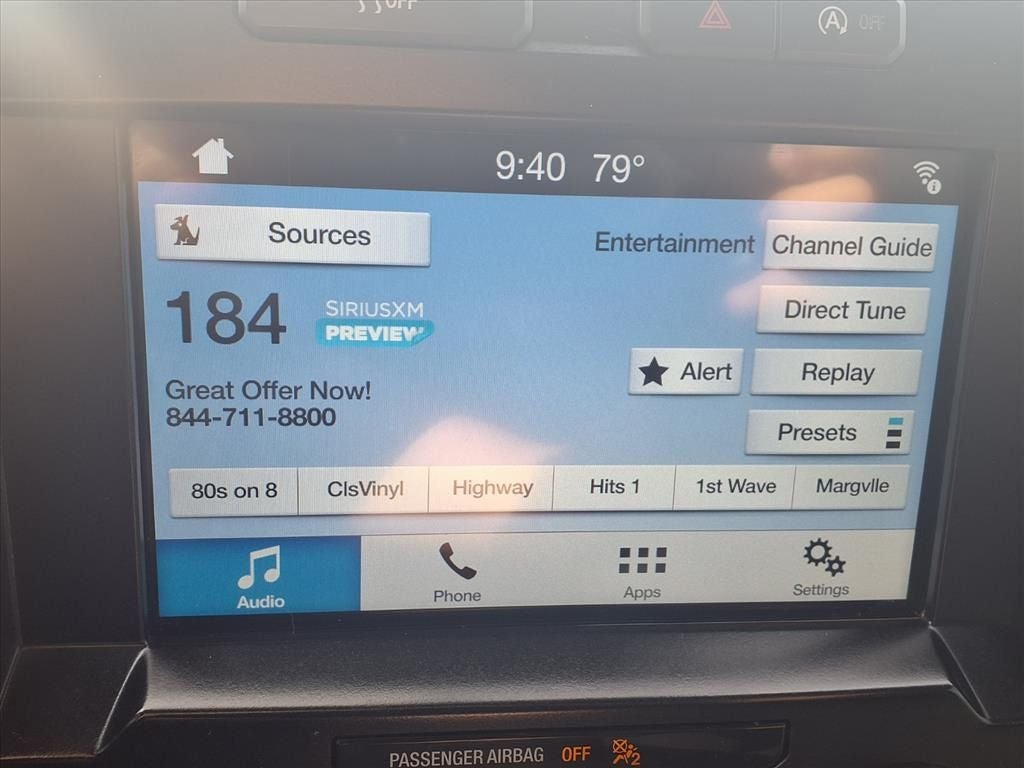 OFF
A OFF
9:40 79°
Sources
Entertainment Channel Guide
184 SIRIUSXM
PREVIEW
Direct Tune
Great Offer Now!
844-711-8800
Alert Replay
Presets
80s on 8 ClsVinyl Highway Hits 1 1st Wave Margvlle
Audio Phone Apps Settings
PASSENGER AIRBAG OFF 2